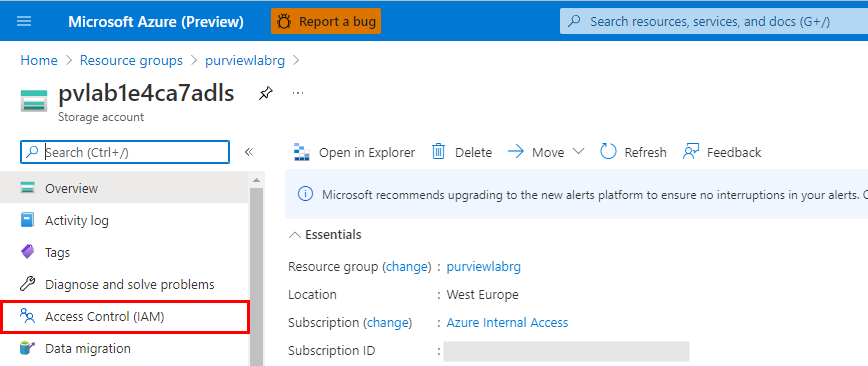 Microsoft Azure (Preview) Report a bug Search resources, services, and docs (G+/)
Home > Resource groups > purviewlabrg >
pvlab1e4ca7adls
Storage account
Search (Ctrl+/)
Open in Explorer Delete Move Refresh Feedback
Overview
Activity log
Tags
Diagnose and solve problems
Access Control (IAM)
Data migration
Microsoft recommends upgrading to the new alerts platform to ensure no interruptions in your alerts.
Essentials
Resource group (change) : purviewlabrg
Location : West Europe
Subscription (change) : Azure Internal Access
Subscription ID :